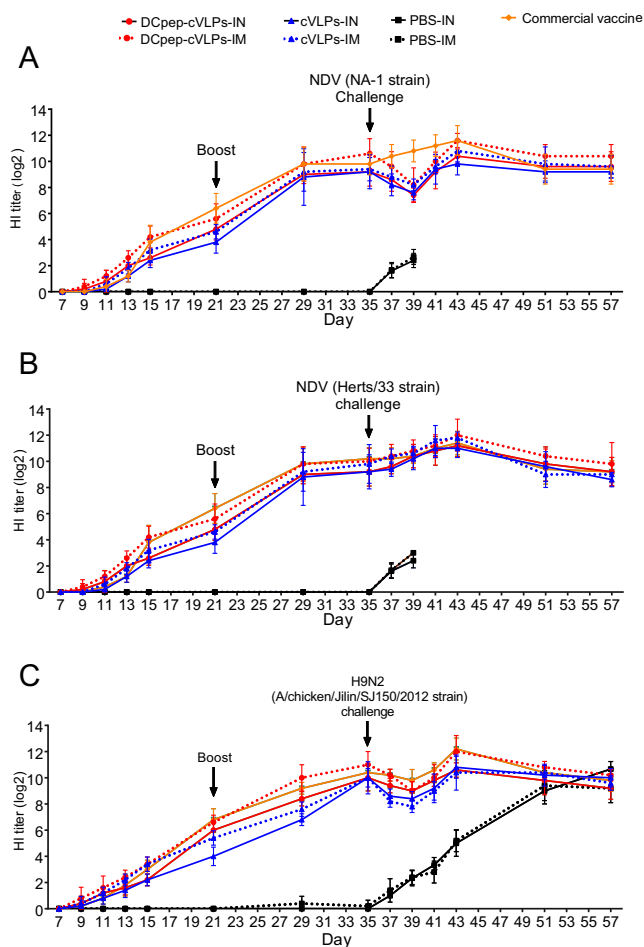 DCpep-cVLPs-IN cVLPs-IN PBS-IN Commercial vaccine
DCpep-cVLPs-IM cVLPs-IM PBS-IM
A
NDV (NA-1 strain)
Challenge
Boost
HI titer (log2)
14
12
10
8
6
4
2
0
7 9 11 13 15 17 19 21 23 25 27 29 31 33 35 37 39 41 43 45 47 49 51 53 55 57
Day
B
NDV (Herts/33 strain)
challenge
Boost
HI titer (log2)
14
12
10
8
6
4
2
0
7 9 11 13 15 17 19 21 23 25 27 29 31 33 35 37 39 41 43 45 47 49 51 53 55 57
Day
C
H9N2
(A/chicken/Jilin/SJ150/2012 strain)
challenge
Boost
HI titer (log2)
14
12
10
8
6
4
2
0
7 9 11 13 15 17 19 21 23 25 27 29 31 33 35 37 39 41 43 45 47 49 51 53 55 57
Day